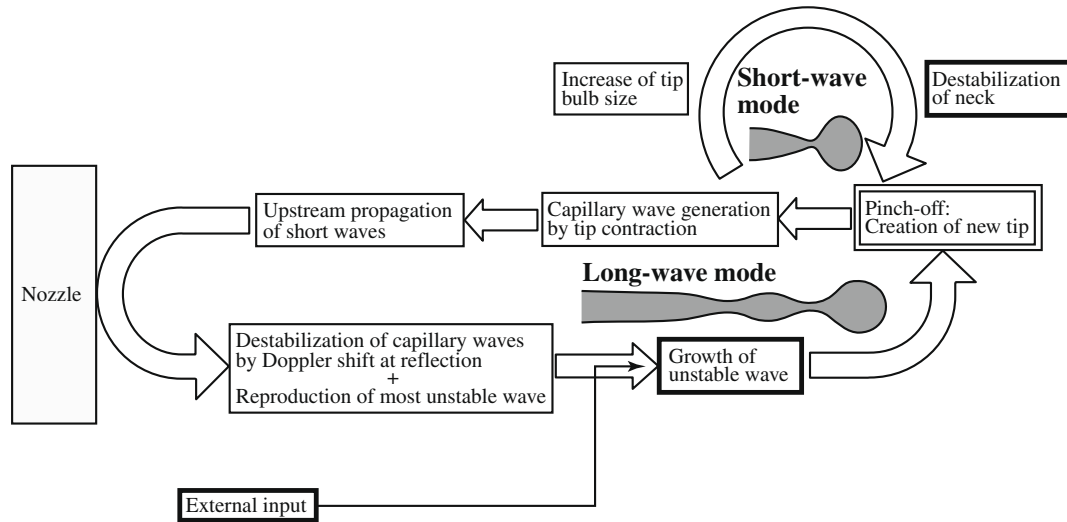 Increase of tip
bulb size
Short-wave
mode
Destabilization
of neck
Upstream propagation
of short waves
Capillary wave generation
by tip contraction
Pinch-off:
Creation of new tip
Nozzle
Long-wave mode
Destabilization of capillary waves
by Doppler shift at reflection
+
Reproduction of most unstable wave
Growth of
unstable wave
External input